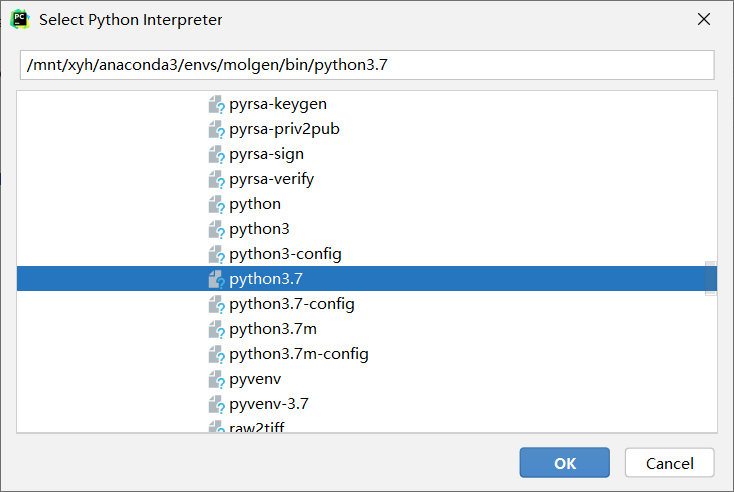 PC
Select Python Interpreter
/mnt/xyh/anaconda3/envs/molgen/bin/python3.7
pyrsa-keygen
pyrsa-priv2pub
pyrsa-sign
pyrsa-verify
python
python3
python3-config
python3.7
python3.7-config
python3.7m
python3.7m-config
pyvenv
pyvenv-3.7
raw2tiff
OK Cancel